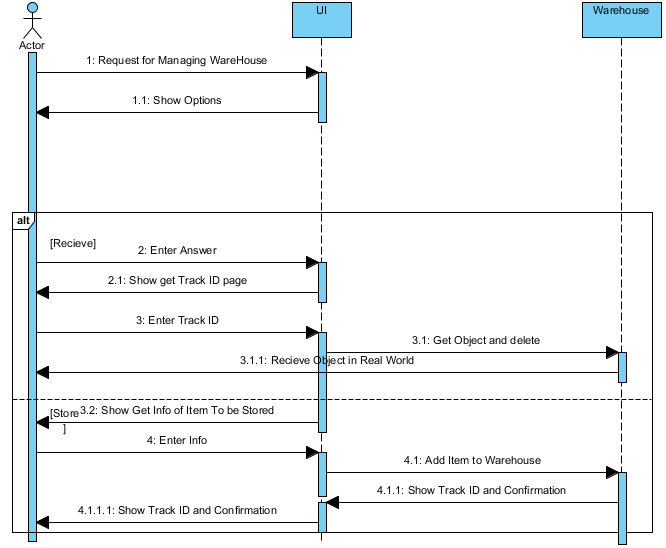 UI
Warehouse
Actor
1: Request for Managing WareHouse
1.1: Show Options
alt
[Recieve]
2: Enter Answer
2.1: Show get Track ID page
3: Enter Track ID
3.1: Get Object and delete
3.1.1: Recieve Object in Real World
[Store
]
3.2: Show Get Info of Item To be Stored
4: Enter Info
4.1: Add Item to Warehouse
4.1.1: Show Track ID and Confirmation
4.1.1.1: Show Track ID and Confirmation